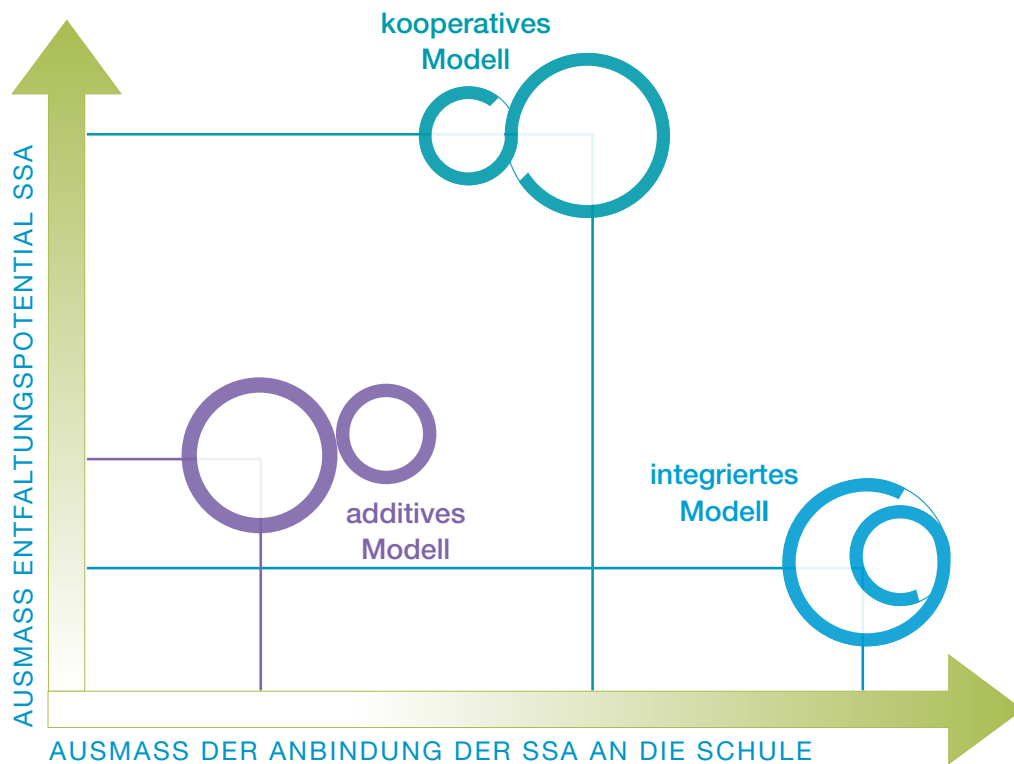 kooperatives
Modell
AUSMASS ENTFALTUNGSPOTENTIAL SSA
additives
Modell
integriertes
Modell
AUSMASS DER ANBINDUNG DER SSA AN DIE SCHULE